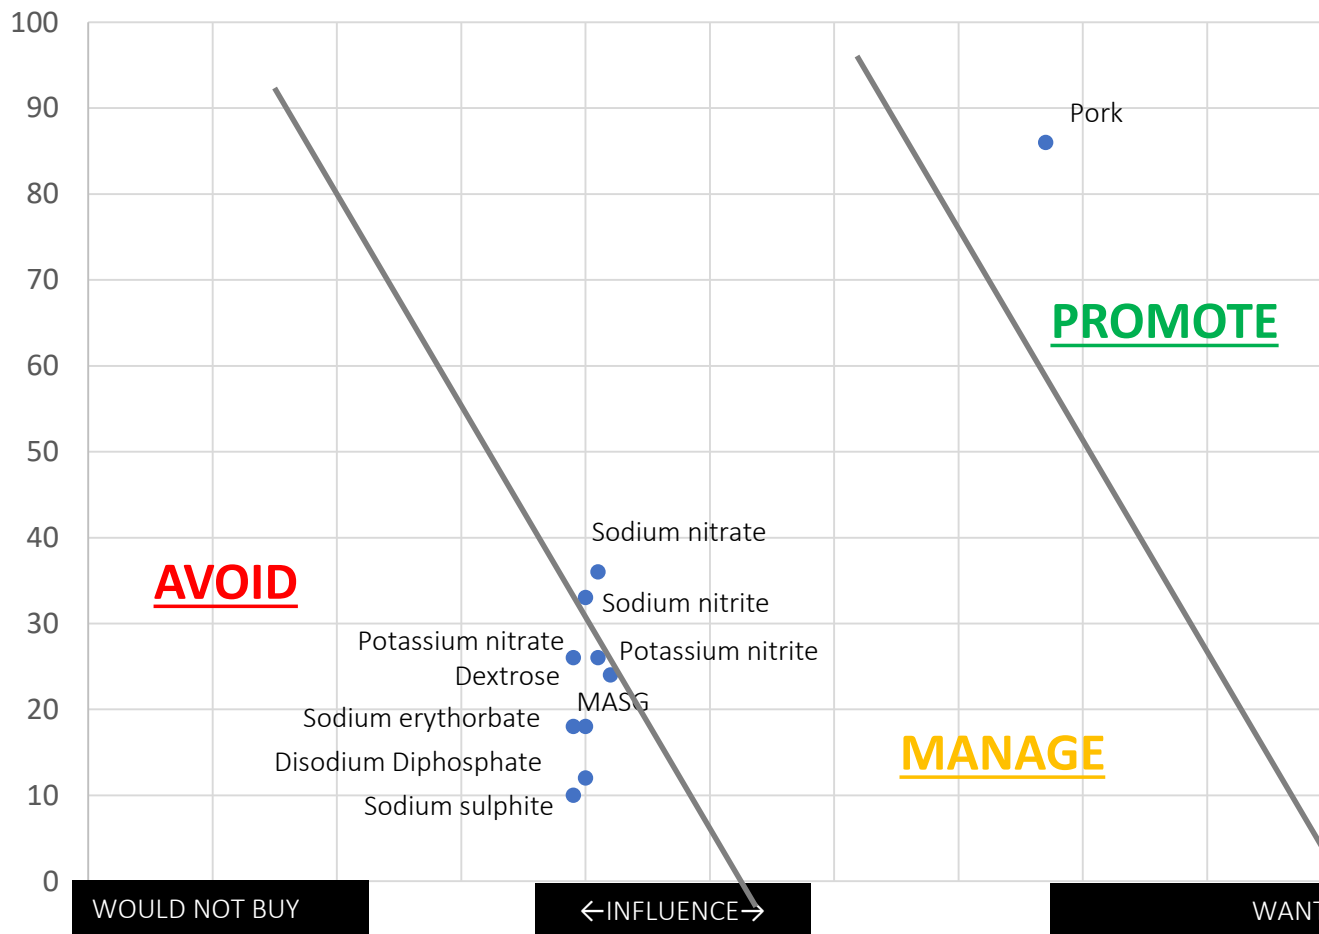 100
90
Pork
80
70
PROMOTE
60
50
40
Sodium nitrate
AVOID
Sodium nitrite
30
Potassium nitrate
Potassium nitrite
Dextrose
MASG
20
Sodium erythorbate
Disodium Diphosphate
MANAGE
10
Sodium sulphite
0
WOULD NOT BUY
←INFLUENCE→
WANT